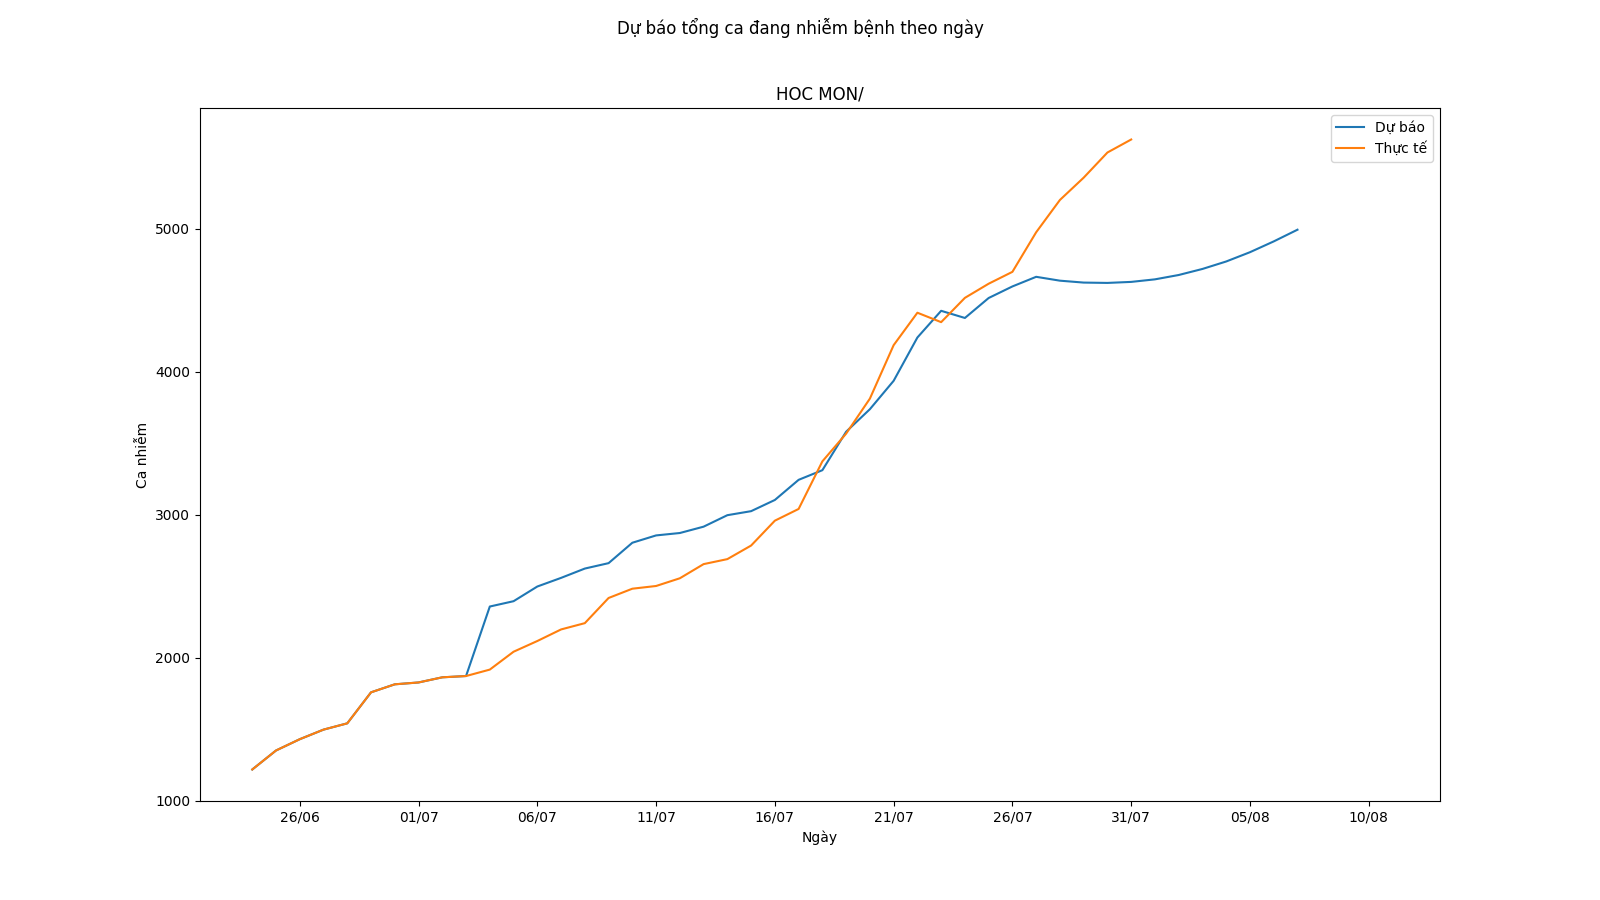 Dự báo tổng ca đang nhiễm bệnh theo ngày
HOC MON/
Dự báo
Thực tế
5000
4000
3000
2000
1000
Ca nhiễm
26/06
01/07
06/07
11/07
16/07
21/07
26/07
31/07
05/08
10/08
Ngày